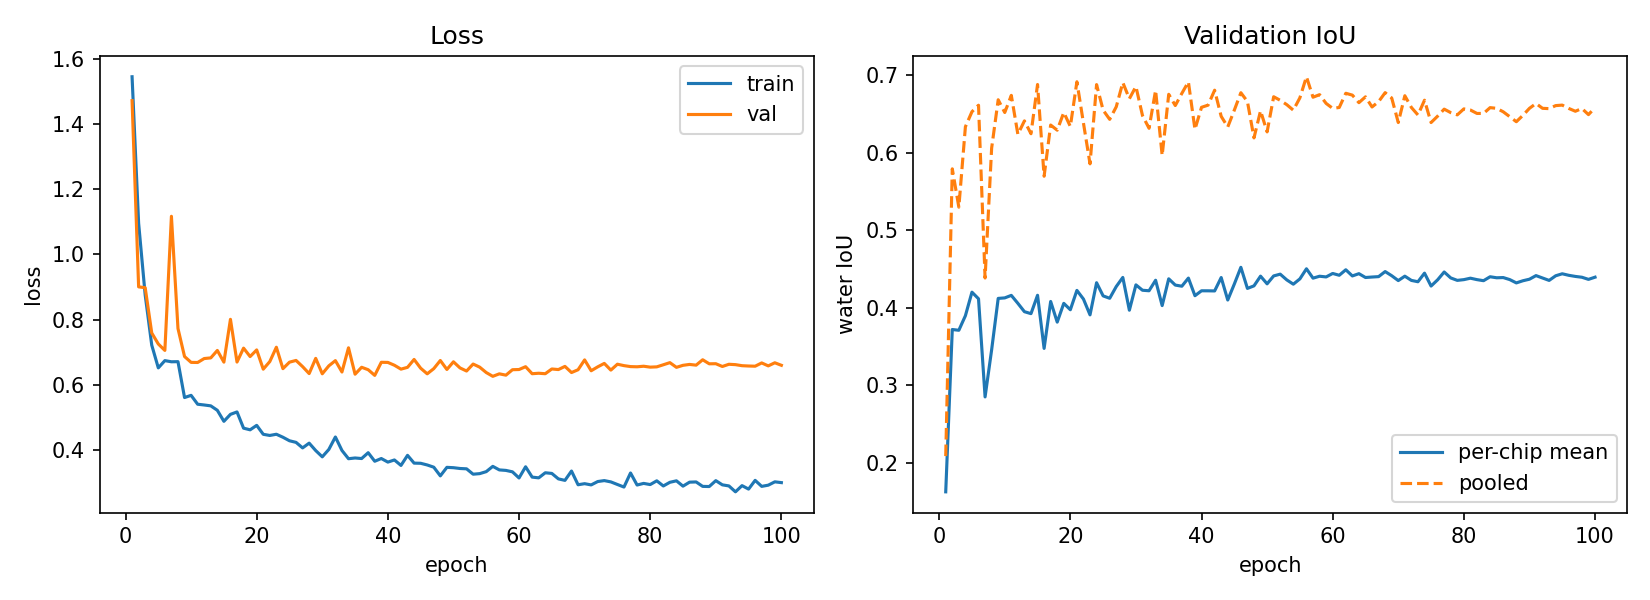 Loss
1.6
1.4
1.2
1.0
0.8
0.6
0.4
0
20
40
60
80
100
loss
epoch
train
val
Validation IoU
0.7
0.6
0.5
0.4
0.3
0.2
0
20
40
60
80
100
water IoU
epoch
per-chip mean
pooled